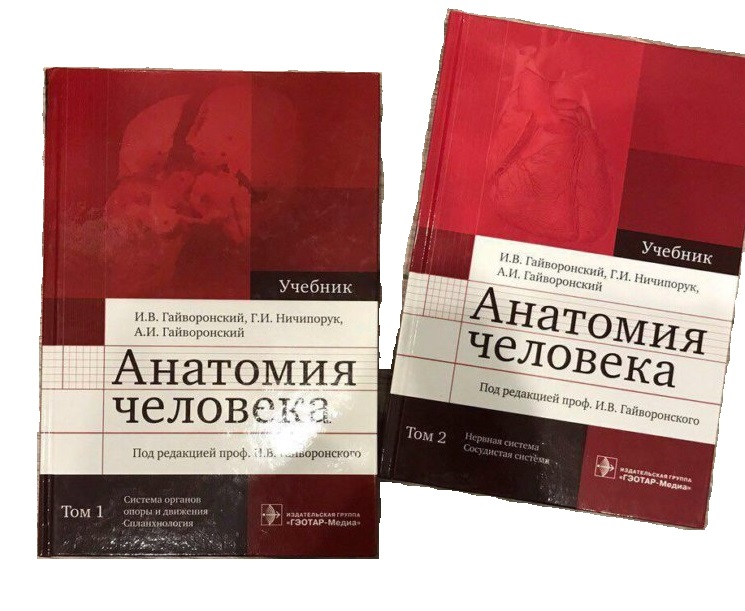 Учебник
И.В. Гайворонский, Г.И. Ничипорук,
А.И. Гайворонский
Анатомия
человека
Под редакцией проф. И.В. Гайворонского
Том 1
Система органов
опоры и движения
Спланхнология
ИЗДАТЕЛЬСКАЯ ГРУППА
«ГЭОТАР-Медиа»
Учебник
И.В. Гайворонский, Г.И. Ничипорук,
А.И. Гайворонский
Анатомия
человека
Под редакцией проф. И.В. Гайворонского
Том 2
Нервная система
Сосудистая система
ИЗДАТЕЛЬСКАЯ ГРУППА
«ГЭОТАР-Медиа»